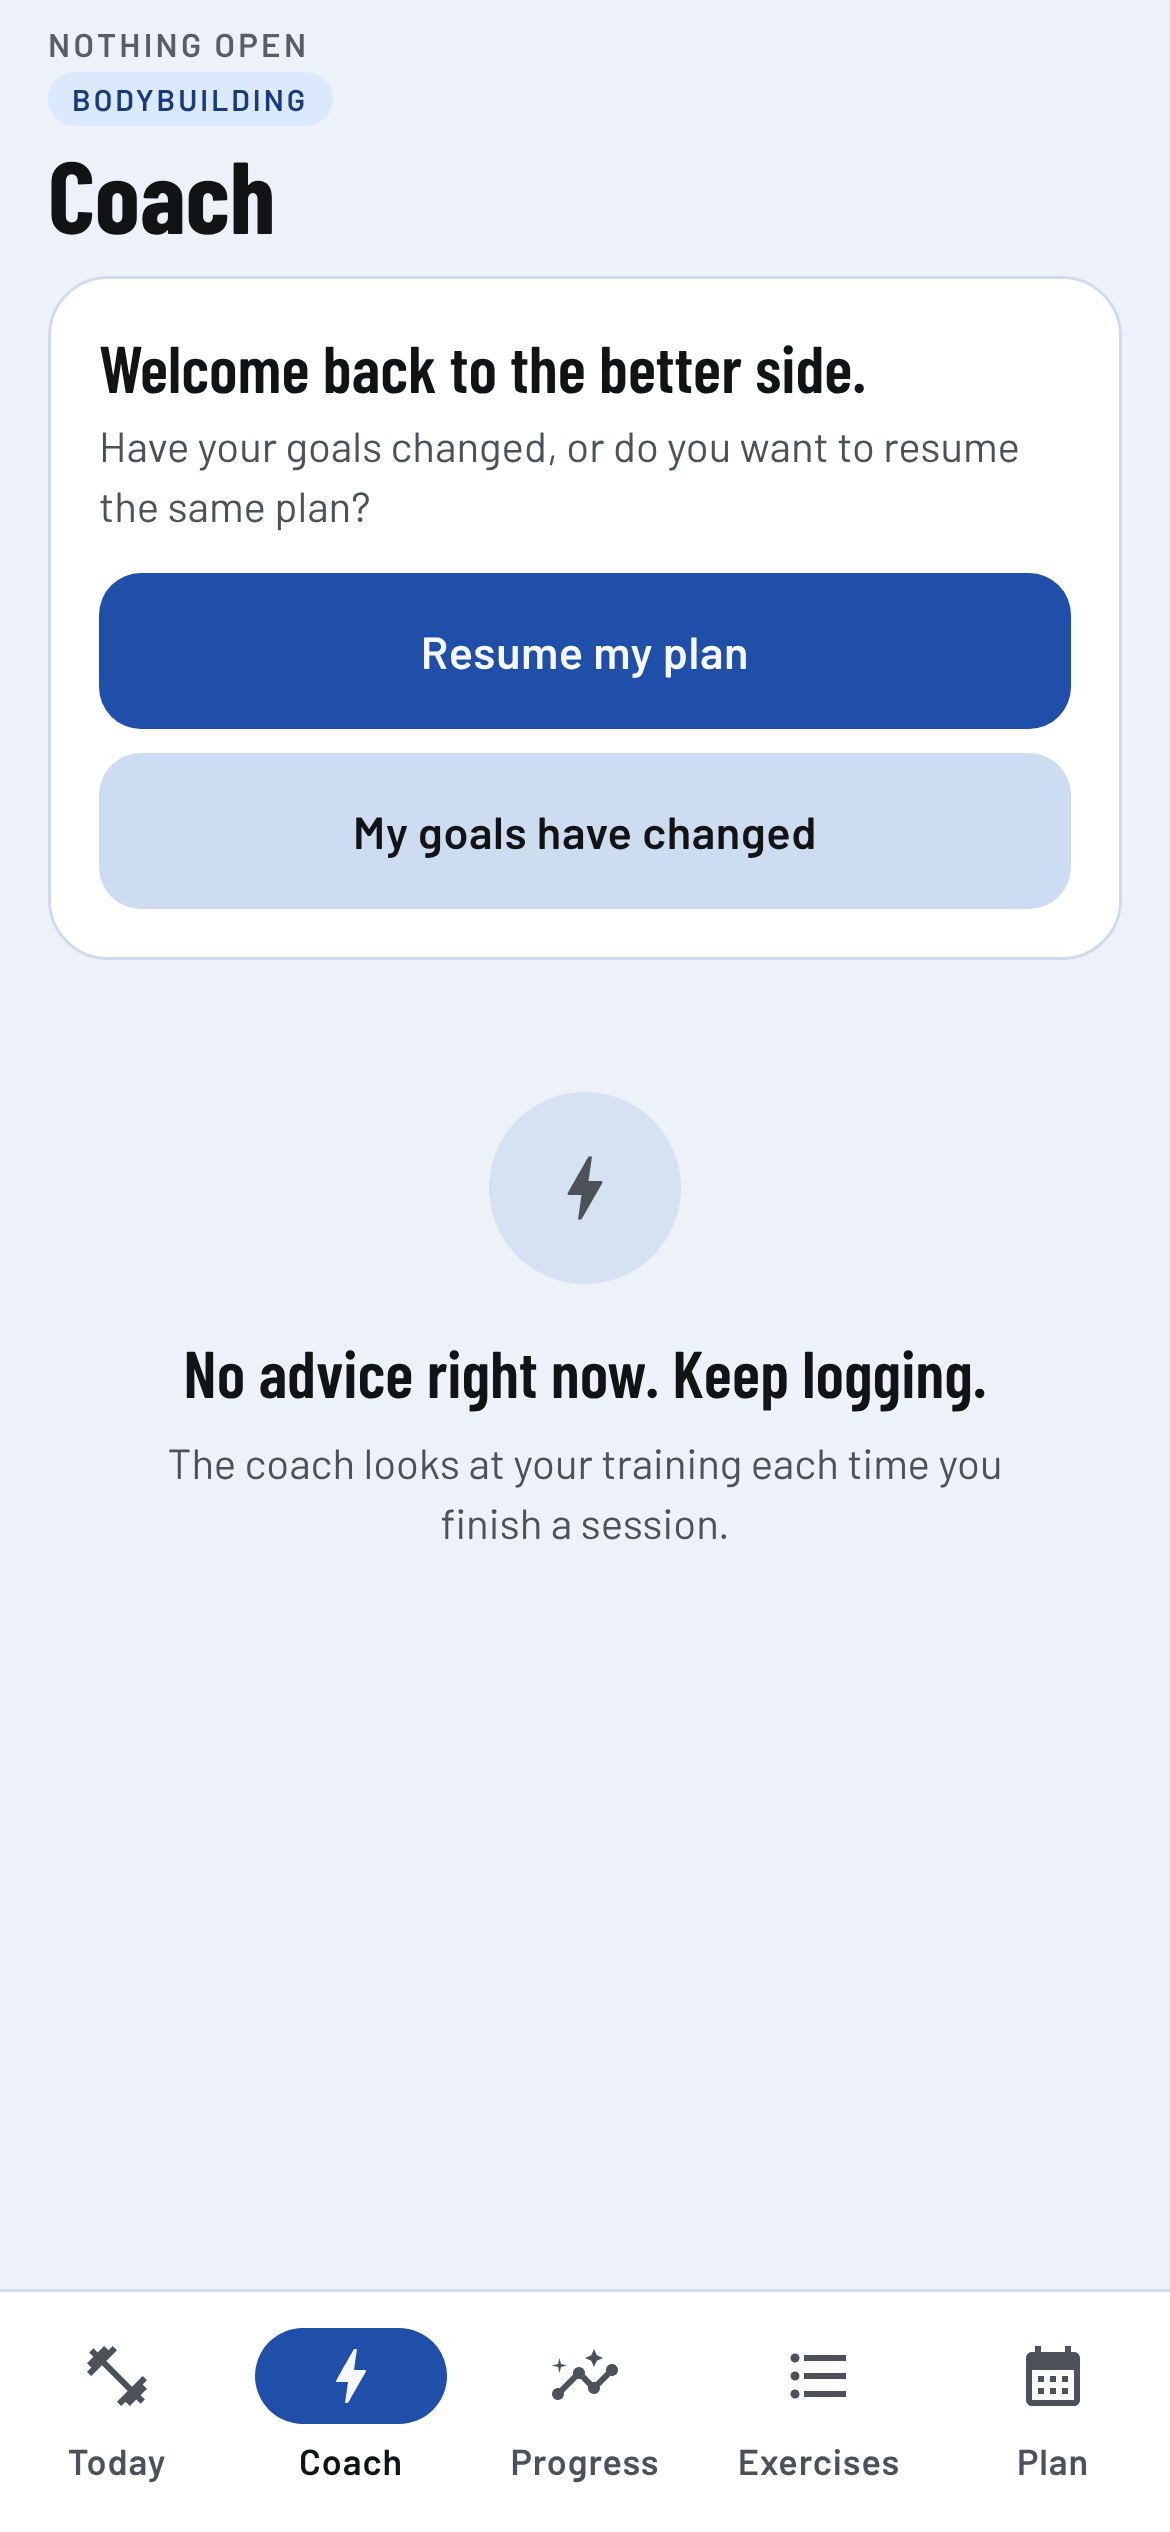 NOTHING OPEN
BODYBUILDING
Coach
Welcome back to the better side.
Have your goals changed, or do you want to resume
the same plan?
Resume my plan
My goals have changed
No advice right now. Keep logging.
The coach looks at your training each time you
finish a session.
Today
Coach
Progress
Exercises
Plan